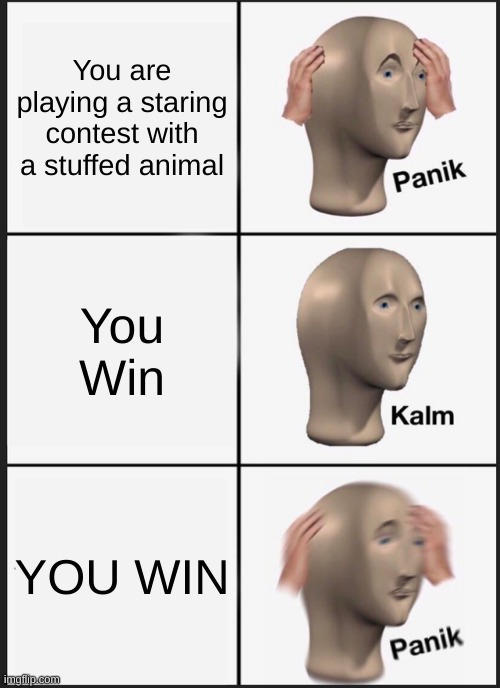 You are
playing a staring
contest with
a stuffed animal
Panik
You
Win
Kalm
YOU WIN
Panik
imgflip.com